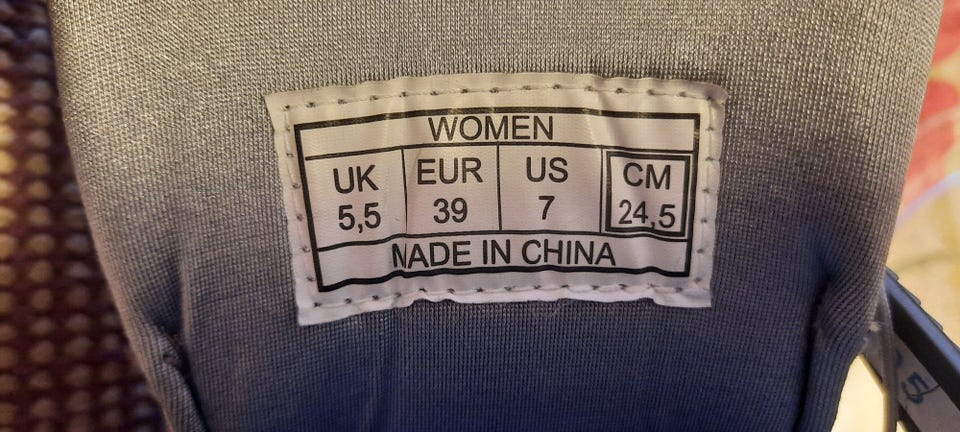 WOMEN
UK EUR US CM
5,5 39 7 24,5
MADE IN CHINA